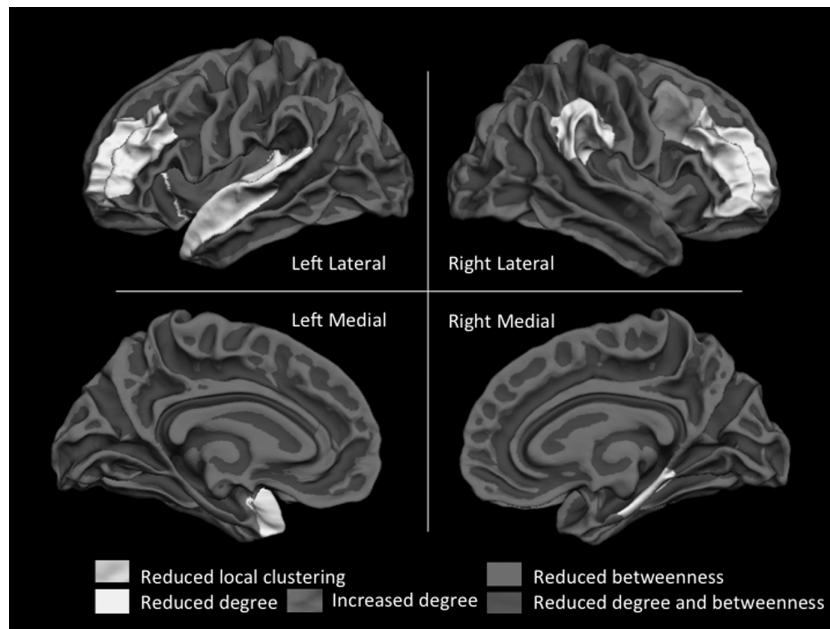 Left Lateral
Right Lateral
Left Medial
Right Medial
Reduced local clustering
Reduced betweenness
Reduced degree
Increased degree
Reduced degree and betweenness